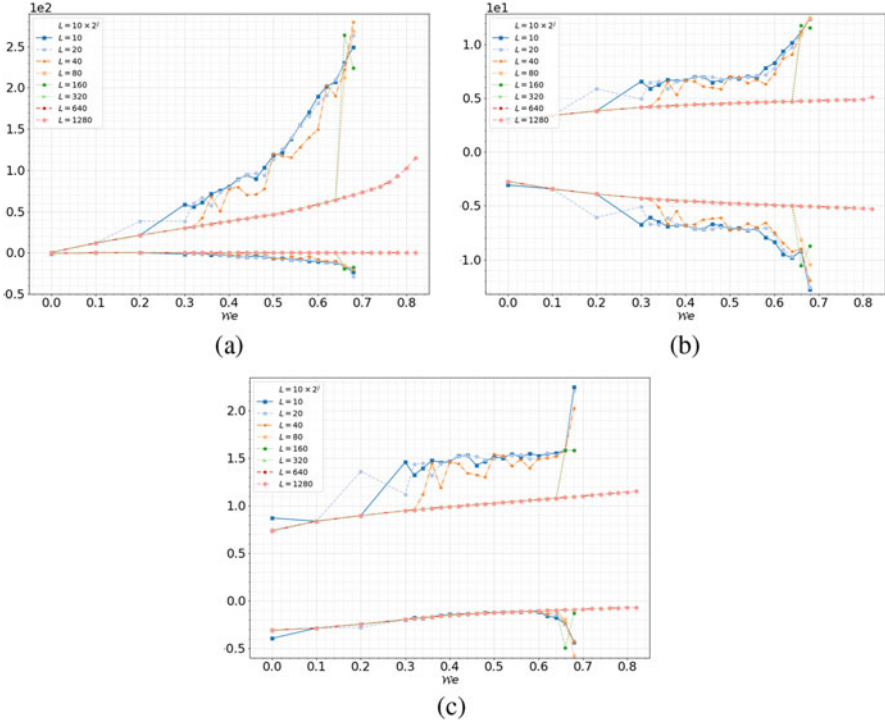 1e2
2.5
2.0
1.5
1.0
0.5
0.0
-0.5
L = 10 × 2^j
L = 10
L = 20
L = 40
L = 80
L = 160
L = 320
L = 640
L = 1280
0.0 0.1 0.2 0.3 0.4 0.5 0.6 0.7 0.8
We
(a)
1e1
1.0
0.5
0.0
0.5
1.0
L = 10 × 2^j
L = 10
L = 20
L = 40
L = 80
L = 160
L = 320
L = 640
L = 1280
0.0 0.1 0.2 0.3 0.4 0.5 0.6 0.7 0.8
We
(b)
2.0
1.5
1.0
0.5
0.0
0.5
L = 10 × 2^j
L = 10
L = 20
L = 40
L = 80
L = 160
L = 320
L = 640
L = 1280
0.0 0.1 0.2 0.3 0.4 0.5 0.6 0.7 0.8
We
(c)